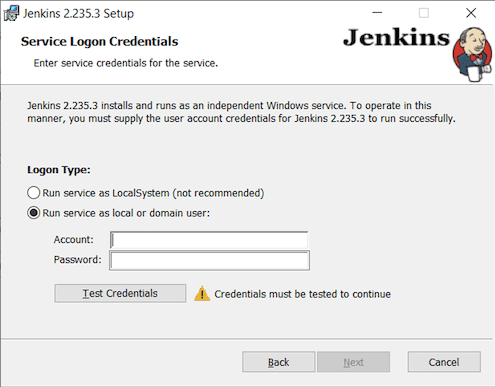 Jenkins 2.235.3 Setup
Service Logon Credentials
Enter service credentials for the service.
Jenkins
Jenkins 2.235.3 installs and runs as an independent Windows service. To operate in this
manner, you must supply the user account credentials for Jenkins 2.235.3 to run successfully.
Logon Type:
Run service as LocalSystem (not recommended)
Run service as local or domain user:
Account:
Password:
Test Credentials
Credentials must be tested to continue
Back
Next
Cancel